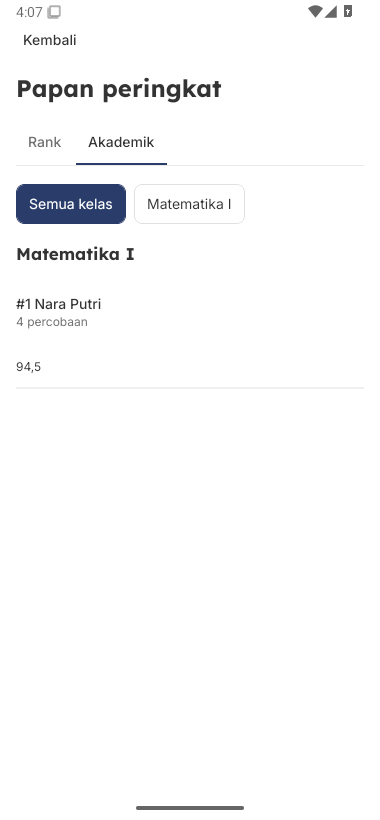 4:07
Kembali
Papan peringkat
Rank
Akademik
Semua kelas
Matematika I
Matematika I
#1 Nara Putri
4 percobaan
94,5